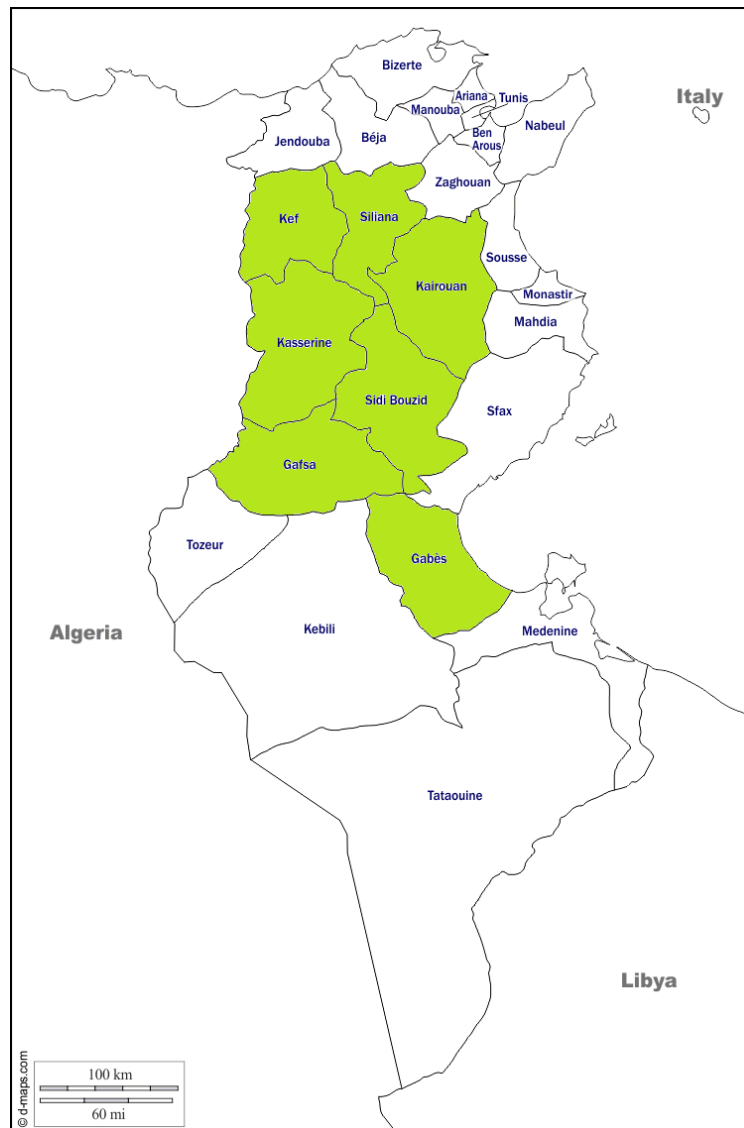 Bizerte
Ariana
Tunis
Italy
Manouba
Nabeul
Jendouba
Béja
Ben
Arous
Zaghouan
Kef
Siliana
Sousse
Kairouan
Monastir
Mahdia
Kasserine
Sidi Bouzid
Sfax
Gafsa
Tozeur
Gabès
Algeria
Kebili
Medenine
Tataouine
Libya
100 km
60 mi
© d-maps.com